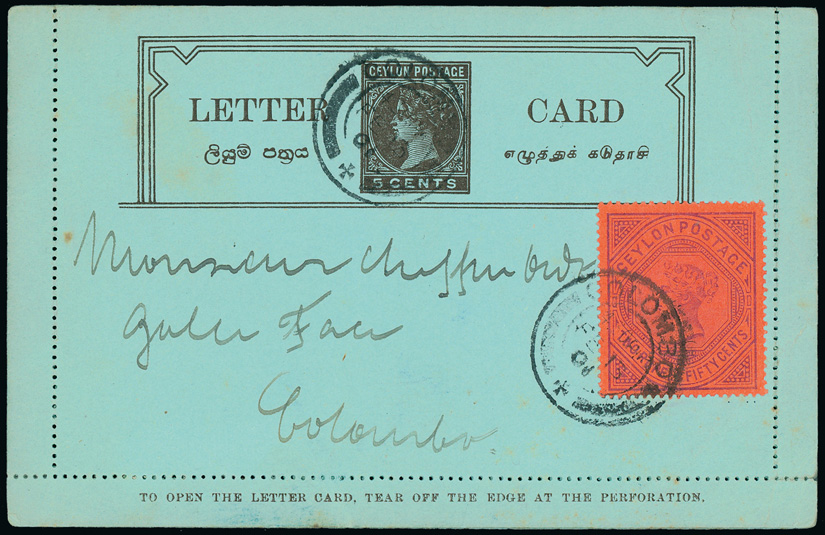 CEYLON POSTAGE
LETTER CARD
ලියුම් පත්‍රය எழுத்துக் கடுதாசி
5 CENTS
CEYLON POSTAGE
Monsieur
Galle Face
COLOMBO
FIFTY CENTS
Colombo
TO OPEN THE LETTER CARD, TEAR OFF THE EDGE AT THE PERFORATION.